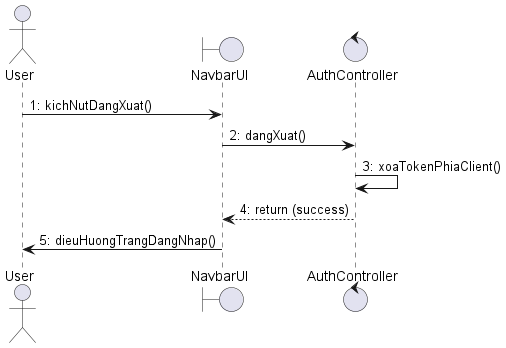 User
NavbarUI
AuthController
1: kichNutDangXuat()
2: dangXuat()
3: xoaTokenPhiaClient()
4: return (success)
5: dieuHuongTrangDangNhap()
User
NavbarUI
AuthController